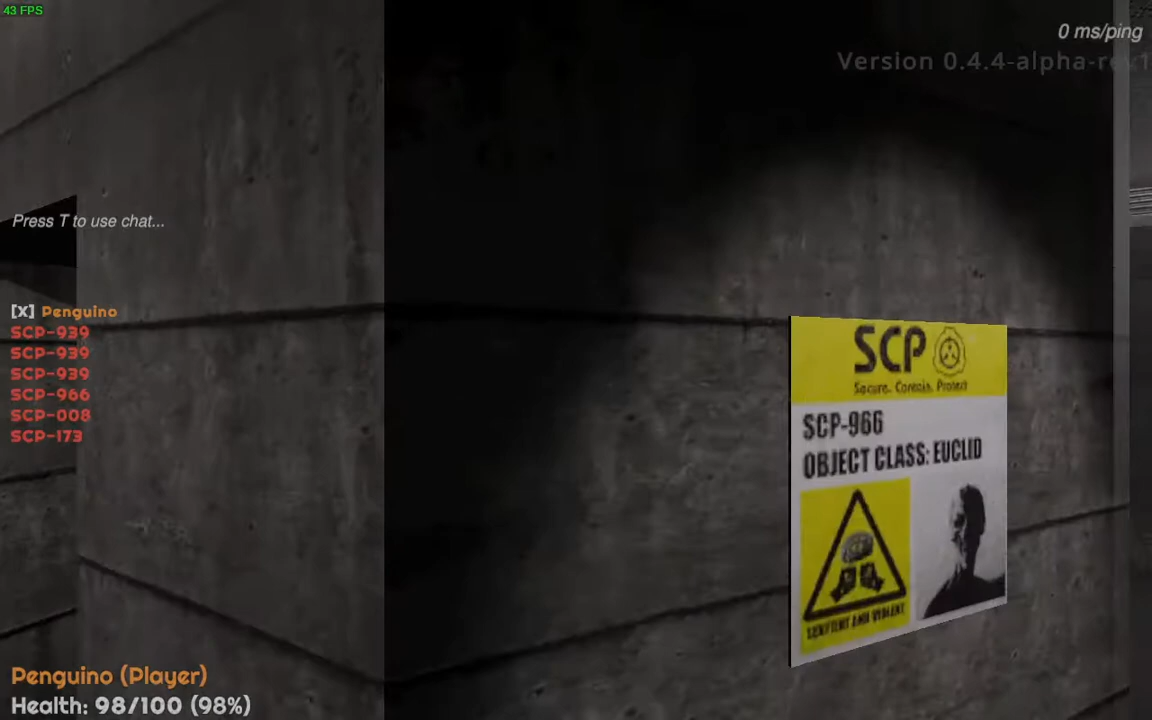 43 FPS
0 ms/ping
Version 0.4.4-alpha-rev1
Press T to use chat...
[X] Penguino
SCP-939
SCP-939
SCP-939
SCP-966
SCP-008
SCP-173
SCP
Secure. Contain. Protect
SCP-966
OBJECT CLASS: EUCLID
SENTIENT AND VIOLENT
Penguino (Player)
Health: 98/100 (98%)